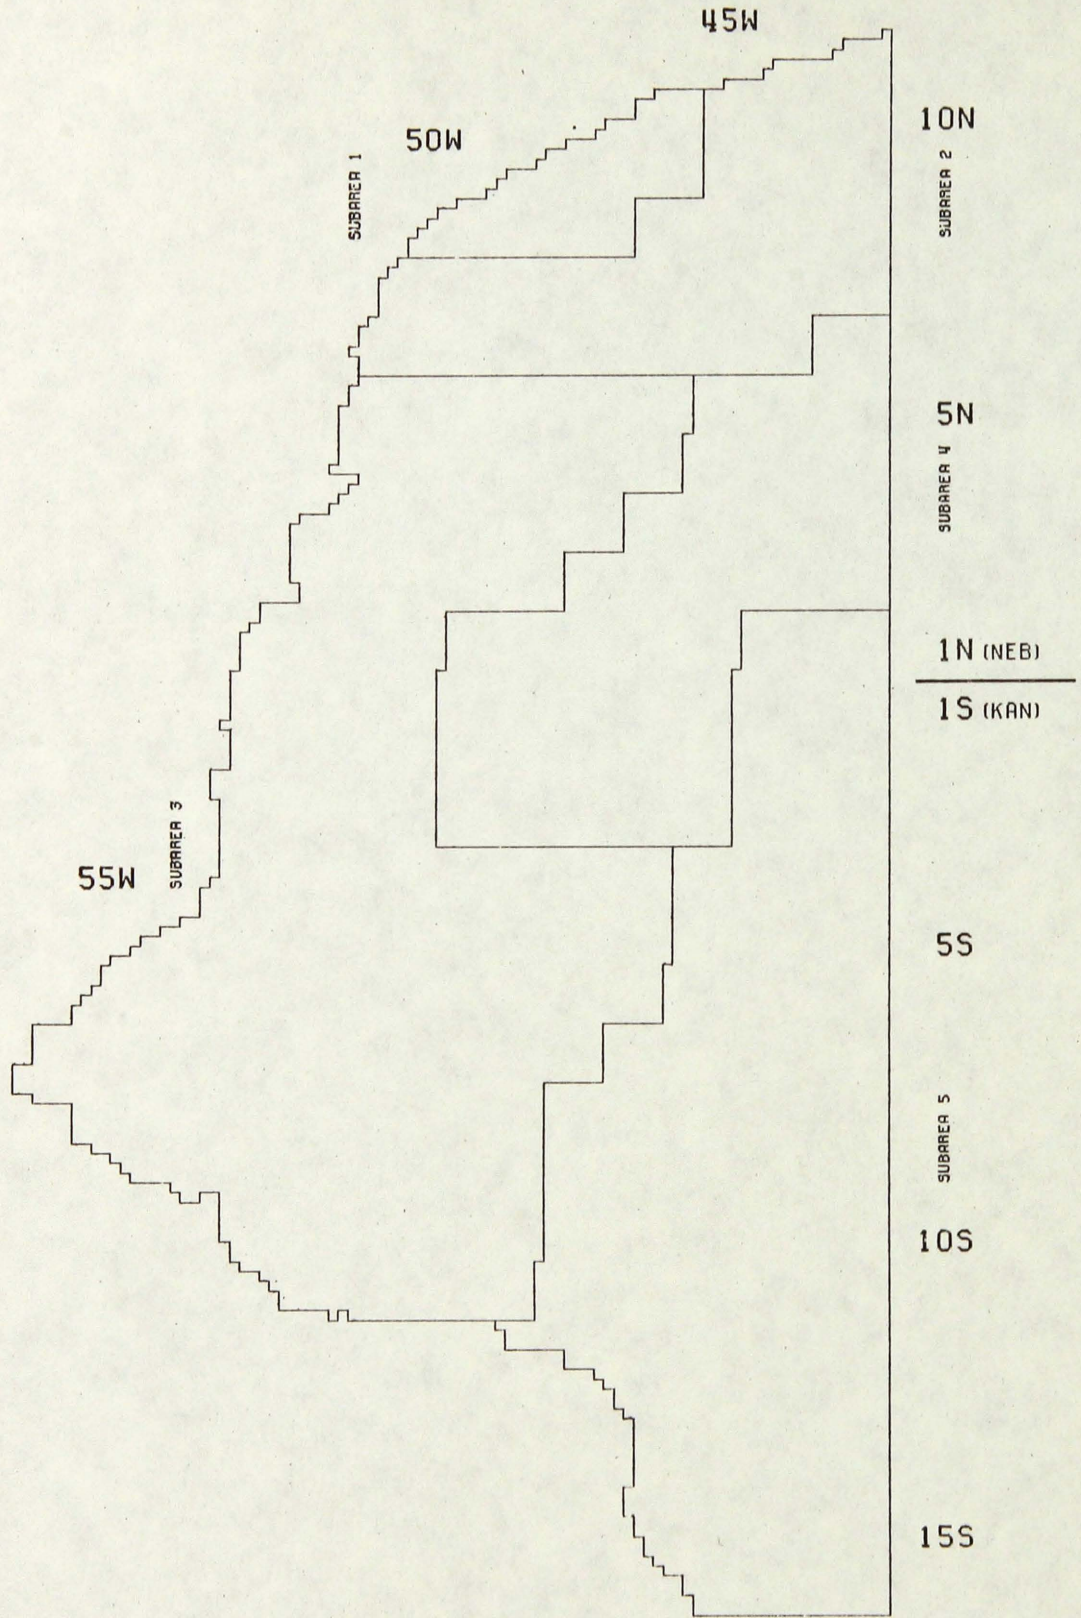 45W
10N
50W
SUBAREA 1
SUBAREA 2
5N
SUBAREA 4
1N (NEB)
1S (KAN)
SUBAREA 3
55W
5S
SUBAREA 5
10S
15S